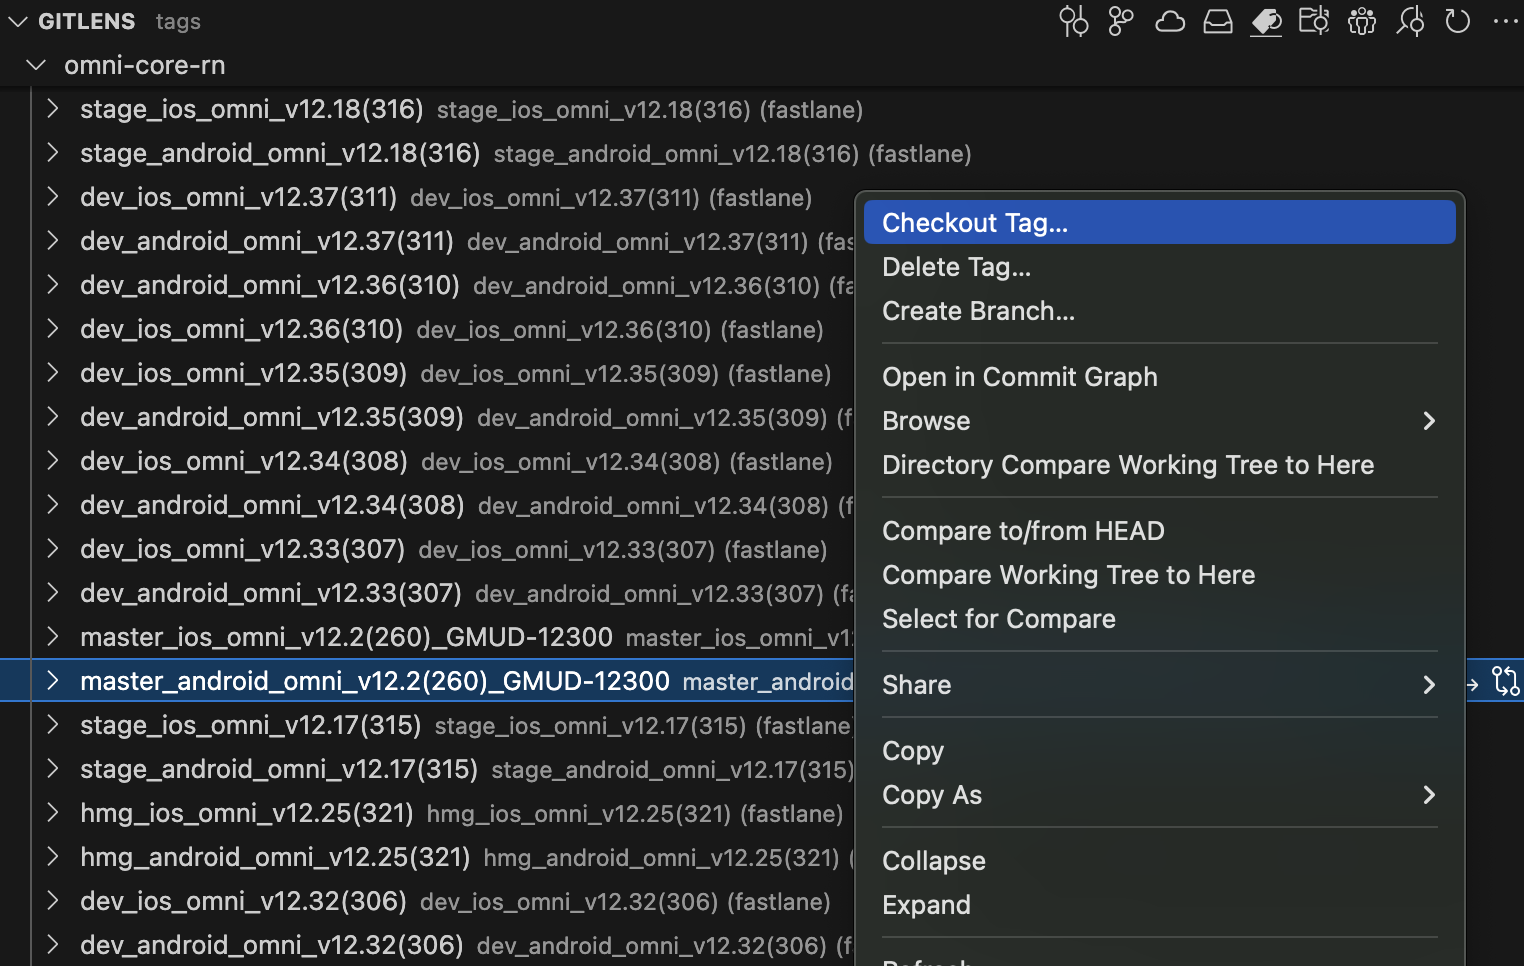 GITLENS tags
omni-core-rn
stage_ios_omni_v12.18(316) stage_ios_omni_v12.18(316) (fastlane)
stage_android_omni_v12.18(316) stage_android_omni_v12.18(316) (fastlane)
dev_ios_omni_v12.37(311) dev_ios_omni_v12.37(311) (fastlane)
dev_android_omni_v12.37(311) dev_android_omni_v12.37(311) (fas
dev_android_omni_v12.36(310) dev_android_omni_v12.36(310) (fa
dev_ios_omni_v12.36(310) dev_ios_omni_v12.36(310) (fastlane)
dev_ios_omni_v12.35(309) dev_ios_omni_v12.35(309) (fastlane)
dev_android_omni_v12.35(309) dev_android_omni_v12.35(309) (f
dev_ios_omni_v12.34(308) dev_ios_omni_v12.34(308) (fastlane)
dev_android_omni_v12.34(308) dev_android_omni_v12.34(308) (f
dev_ios_omni_v12.33(307) dev_ios_omni_v12.33(307) (fastlane)
dev_android_omni_v12.33(307) dev_android_omni_v12.33(307) (fa
master_ios_omni_v12.2(260)_GMUD-12300 master_ios_omni_v12
master_android_omni_v12.2(260)_GMUD-12300 master_android
stage_ios_omni_v12.17(315) stage_ios_omni_v12.17(315) (fastlane)
stage_android_omni_v12.17(315) stage_android_omni_v12.17(315)
hmg_ios_omni_v12.25(321) hmg_ios_omni_v12.25(321) (fastlane)
hmg_android_omni_v12.25(321) hmg_android_omni_v12.25(321) (
dev_ios_omni_v12.32(306) dev_ios_omni_v12.32(306) (fastlane)
dev_android_omni_v12.32(306) dev_android_omni_v12.32(306) (f
Checkout Tag...
Delete Tag...
Create Branch...
Open in Commit Graph
Browse
Directory Compare Working Tree to Here
Compare to/from HEAD
Compare Working Tree to Here
Select for Compare
Share
Copy
Copy As
Collapse
Expand
Refresh